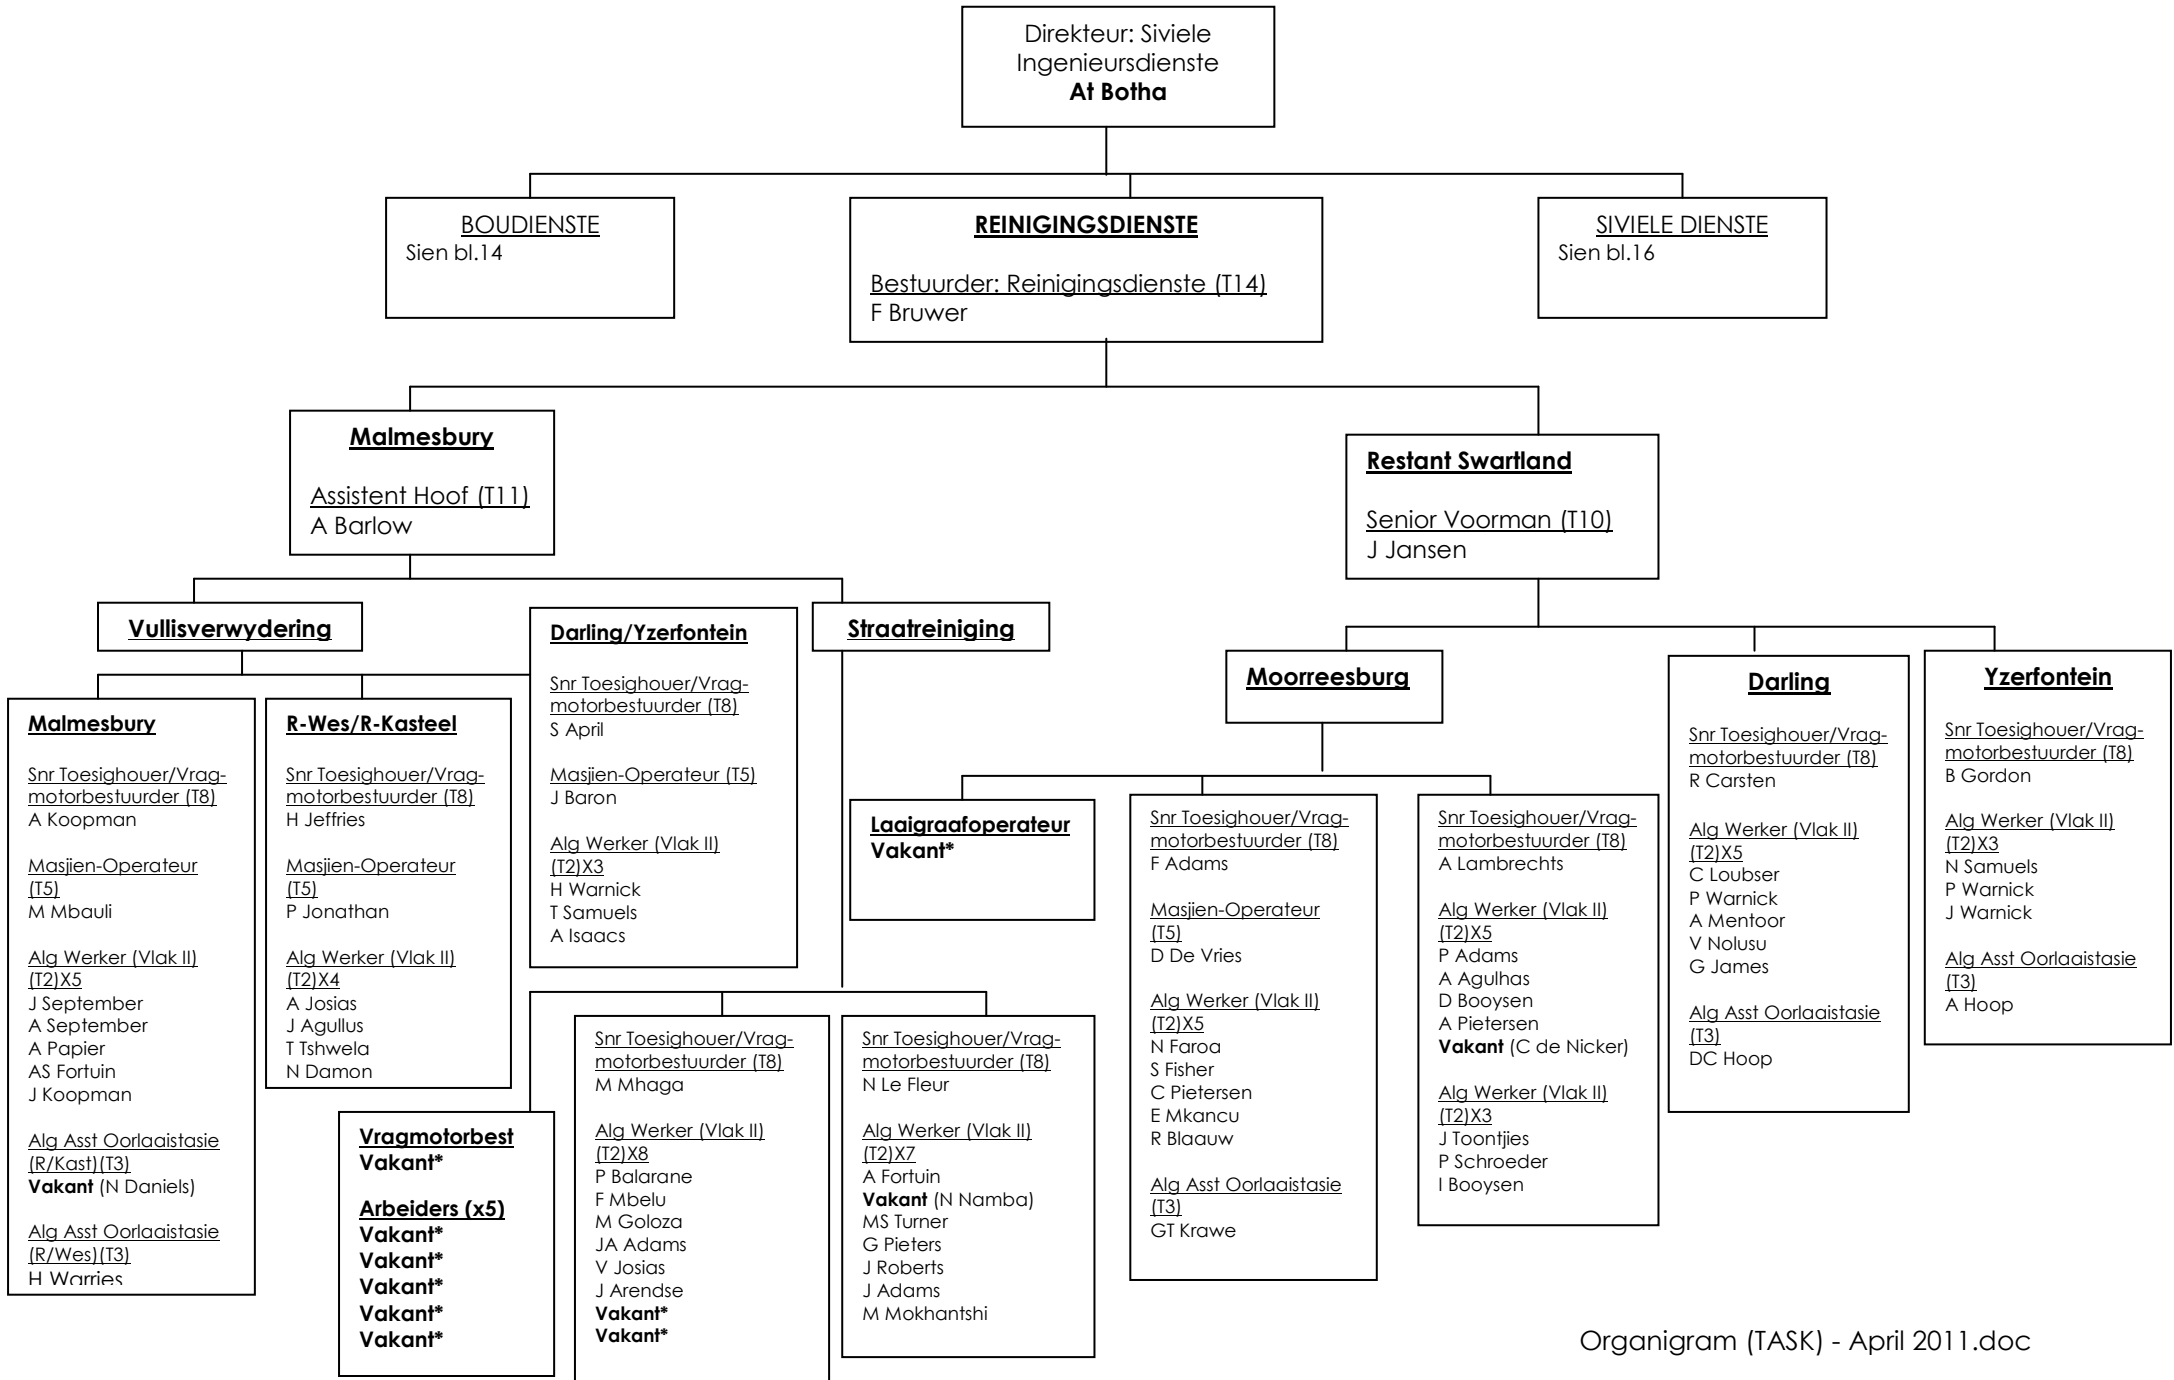 Direkteur: Siviele
Ingenieursdienste
At Botha
BOUDIENSTE
Sien bl.14
REINIGINGSDIENSTE
Bestuurder: Reinigingsdienste (T14)
F Bruwer
SIVIELE DIENSTE
Sien bl.16
Malmesbury
Assistent Hoof (T11)
A Barlow
Restant Swartland
Senior Voorman (T10)
J Jansen
Vullisverwydering
Malmesbury
Snr Toesighouer/Vrag-
motorbestuurder (T8)
A Koopman
Masjien-Operateur
(T5)
M Mbauli
Alg Werker (Vlak II)
(T2)X5
J September
A September
A Papier
AS Fortuin
J Koopman
Alg Asst Oorlaaistasie
(R/Kast)(T3)
Vakant (N Daniels)
Alg Asst Oorlaaistasie
(R/Wes)(T3)
H Warries
R-Wes/R-Kasteel
Snr Toesighouer/Vrag-
motorbestuurder (T8)
H Jeffries
Masjien-Operateur
(T5)
P Jonathan
Alg Werker (Vlak II)
(T2)X4
A Josias
J Agullus
T Tshwela
N Damon
Darling/Yzerfontein
Snr Toesighouer/Vrag-
motorbestuurder (T8)
S April
Masjien-Operateur (T5)
J Baron
Alg Werker (Vlak II)
(T2)X3
H Warnick
T Samuels
A Isaacs
Straatreiniging
Vragmotorbest
Vakant*
Arbeiders (x5)
Vakant*
Vakant*
Vakant*
Vakant*
Vakant*
Snr Toesighouer/Vrag-
motorbestuurder (T8)
M Mhaga
Alg Werker (Vlak II)
(T2)X8
P Balarane
F Mbelu
M Goloza
JA Adams
V Josias
J Arendse
Vakant*
Vakant*
Snr Toesighouer/Vrag-
motorbestuurder (T8)
N Le Fleur
Alg Werker (Vlak II)
(T2)X7
A Fortuin
Vakant (N Namba)
MS Turner
G Pieters
J Roberts
J Adams
M Mokhantshi
Moorreesburg
Laaigraafoperateur
Vakant*
Snr Toesighouer/Vrag-
motorbestuurder (T8)
F Adams
Masjien-Operateur
(T5)
D De Vries
Alg Werker (Vlak II)
(T2)X5
N Faroa
S Fisher
C Pietersen
E Mkancu
R Blaauw
Alg Asst Oorlaaistasie
(T3)
GT Krawe
Snr Toesighouer/Vrag-
motorbestuurder (T8)
A Lambrechts
Alg Werker (Vlak II)
(T2)X5
P Adams
A Agulhas
D Booysen
A Pietersen
Vakant (C de Nicker)
Alg Werker (Vlak II)
(T2)X3
J Toontjies
P Schroeder
I Booysen
Darling
Snr Toesighouer/Vrag-
motorbestuurder (T8)
R Carsten
Alg Werker (Vlak II)
(T2)X5
C Loubser
P Warnick
A Mentoor
V Nolusu
G James
Alg Asst Oorlaaistasie
(T3)
DC Hoop
Yzerfontein
Snr Toesighouer/Vrag-
motorbestuurder (T8)
B Gordon
Alg Werker (Vlak II)
(T2)X3
N Samuels
P Warnick
J Warnick
Alg Asst Oorlaaistasie
(T3)
A Hoop
Organigram (TASK) - April 2011.doc